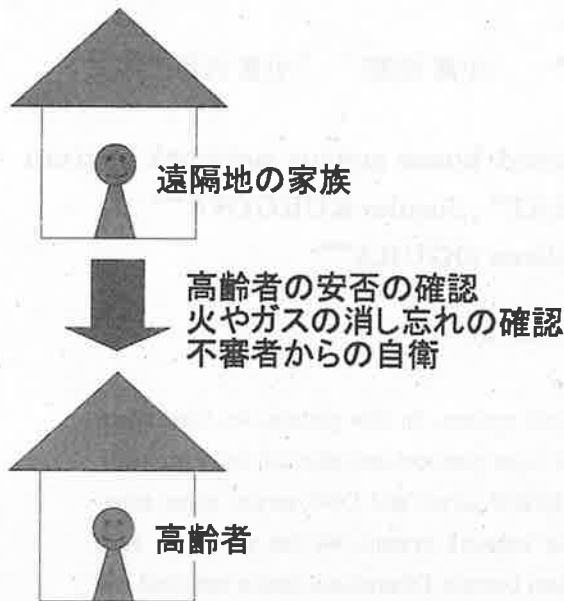 遠隔地の家族
高齢者の安否の確認
火やガスの消し忘れの確認
不審者からの自衛
高齢者